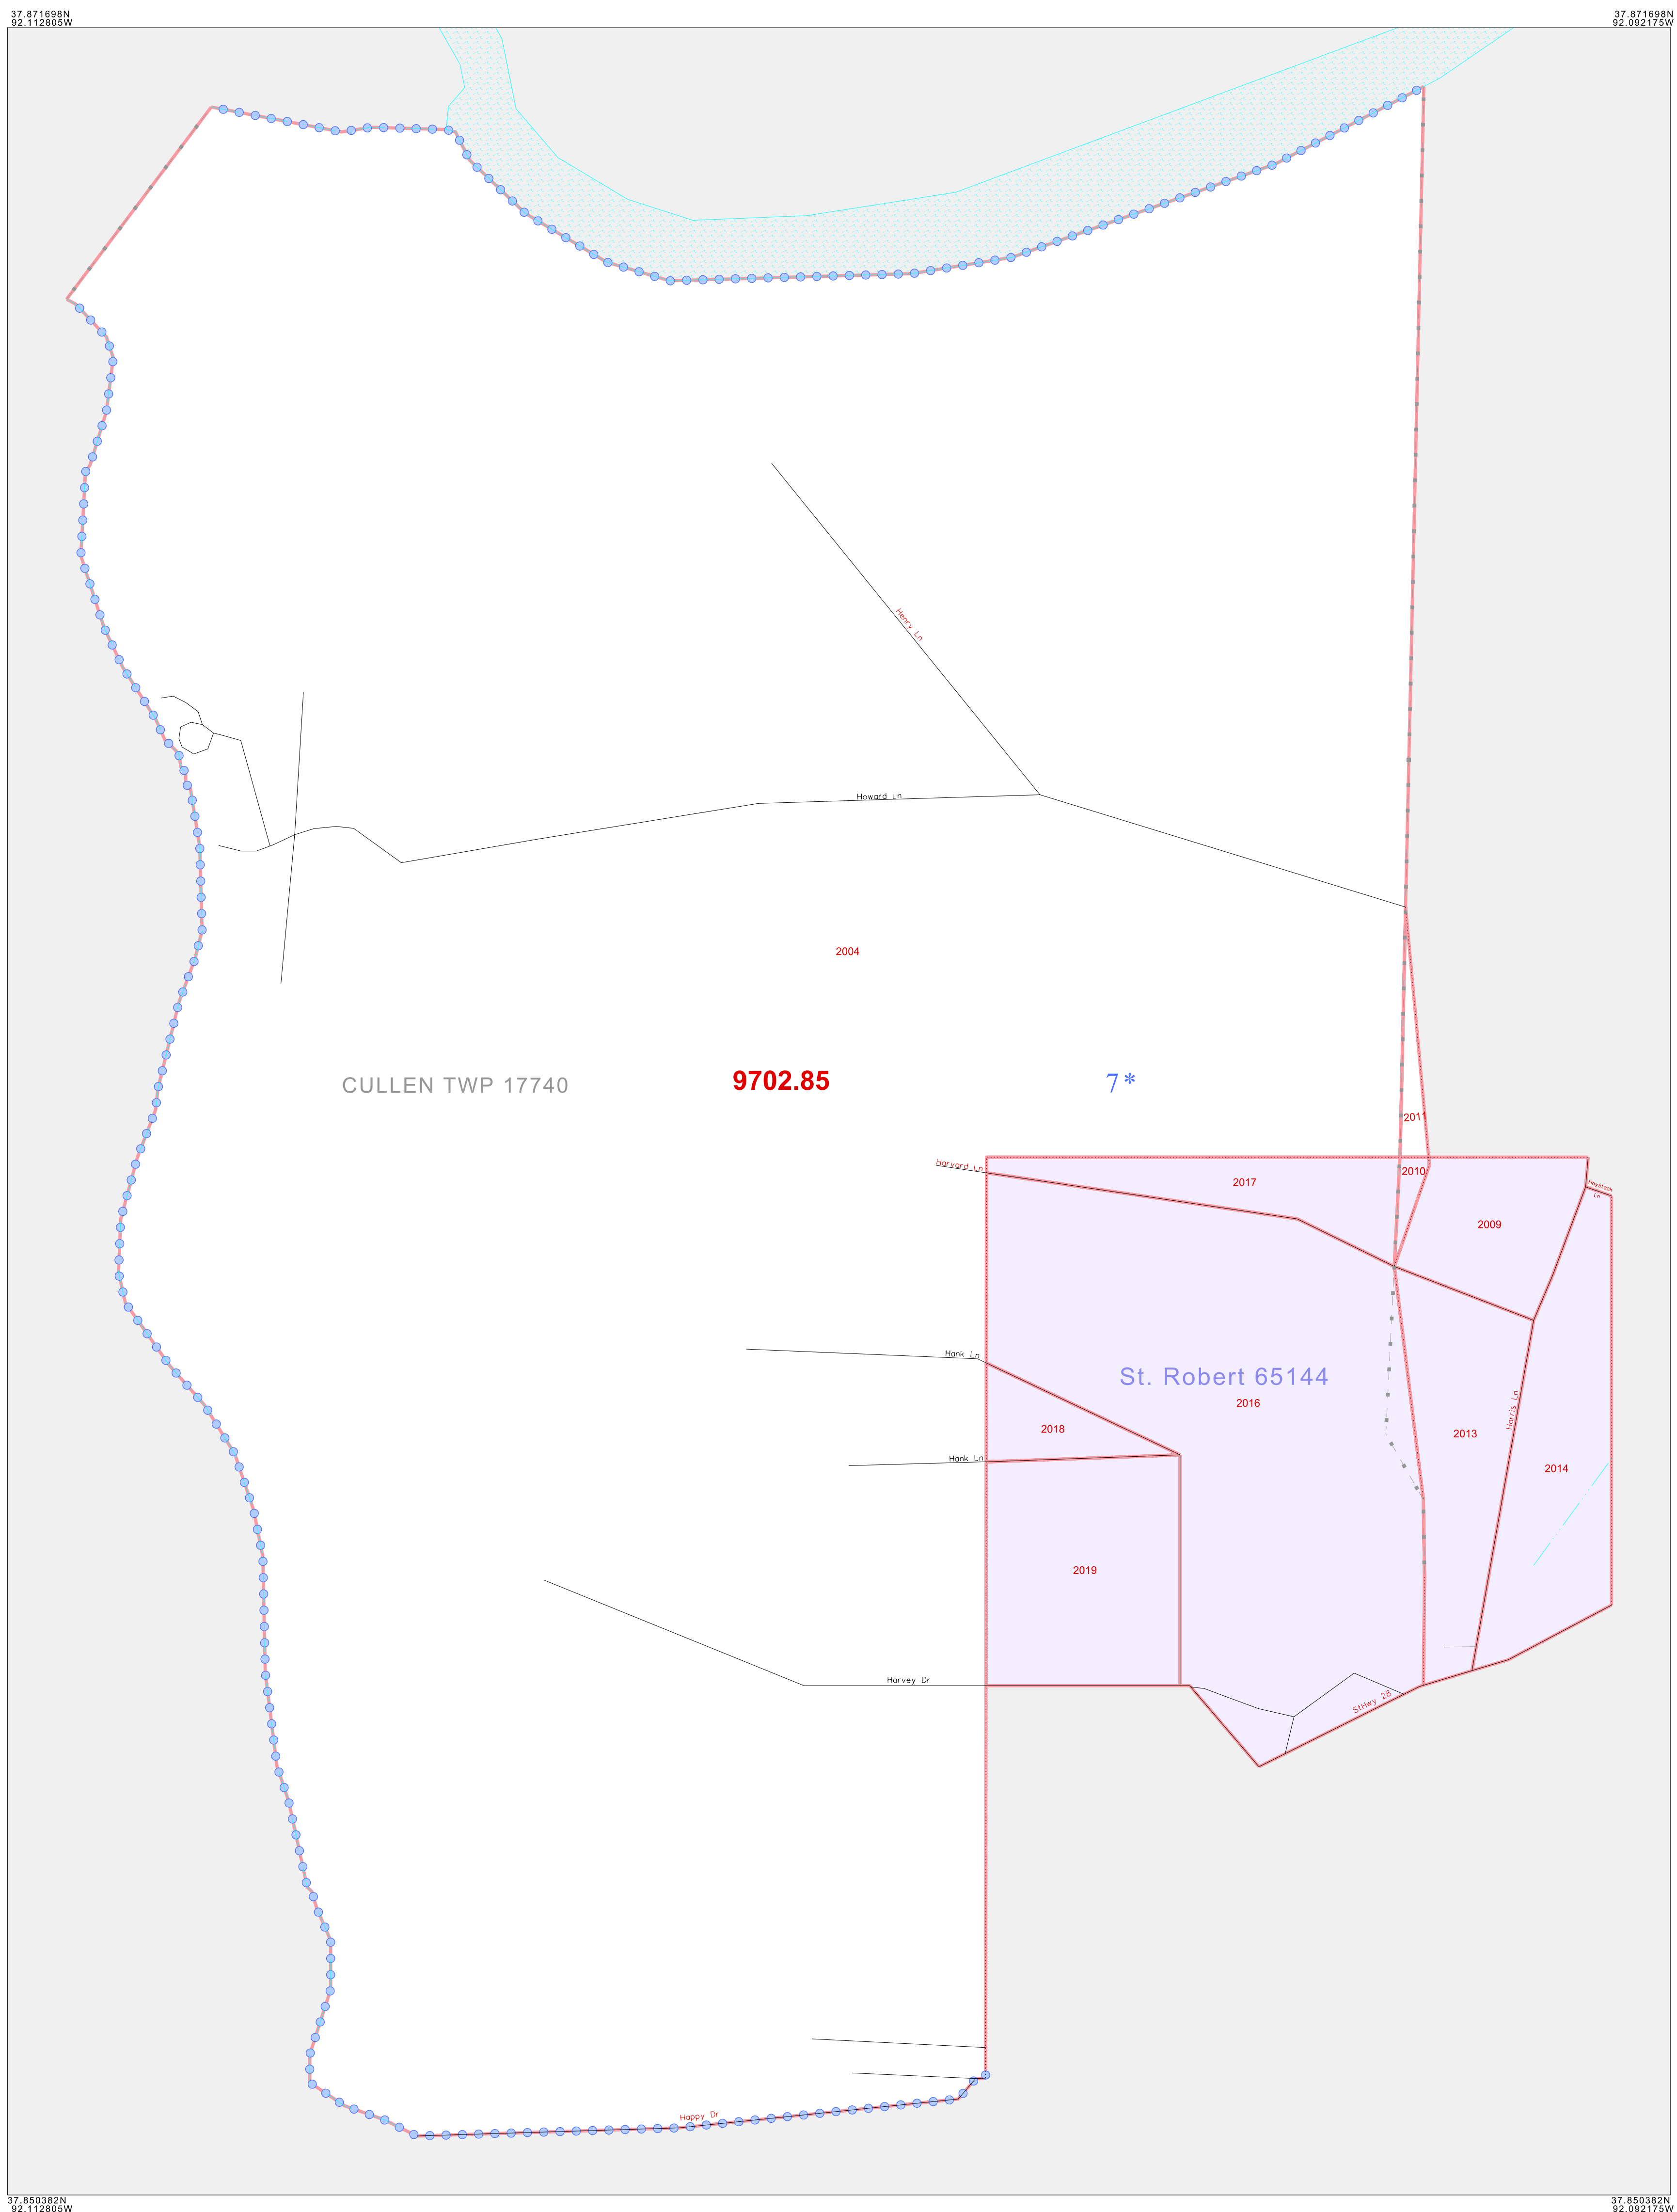 37.871698N
92.112805W
37.871698N
92.092175W
Henry Ln
Howard Ln
2004
CULLEN TWP 17740
9702.85
7*
2011
Harvard Ln
2017
2010
Haystack
Ln
2009
Hank Ln
St. Robert 65144
2016
Harris Ln
2018
2013
Hank Ln
2014
2019
Harvey Dr
StHwy 28
Happy Dr
37.850382N
92.112805W
37.850382N
92.092175W